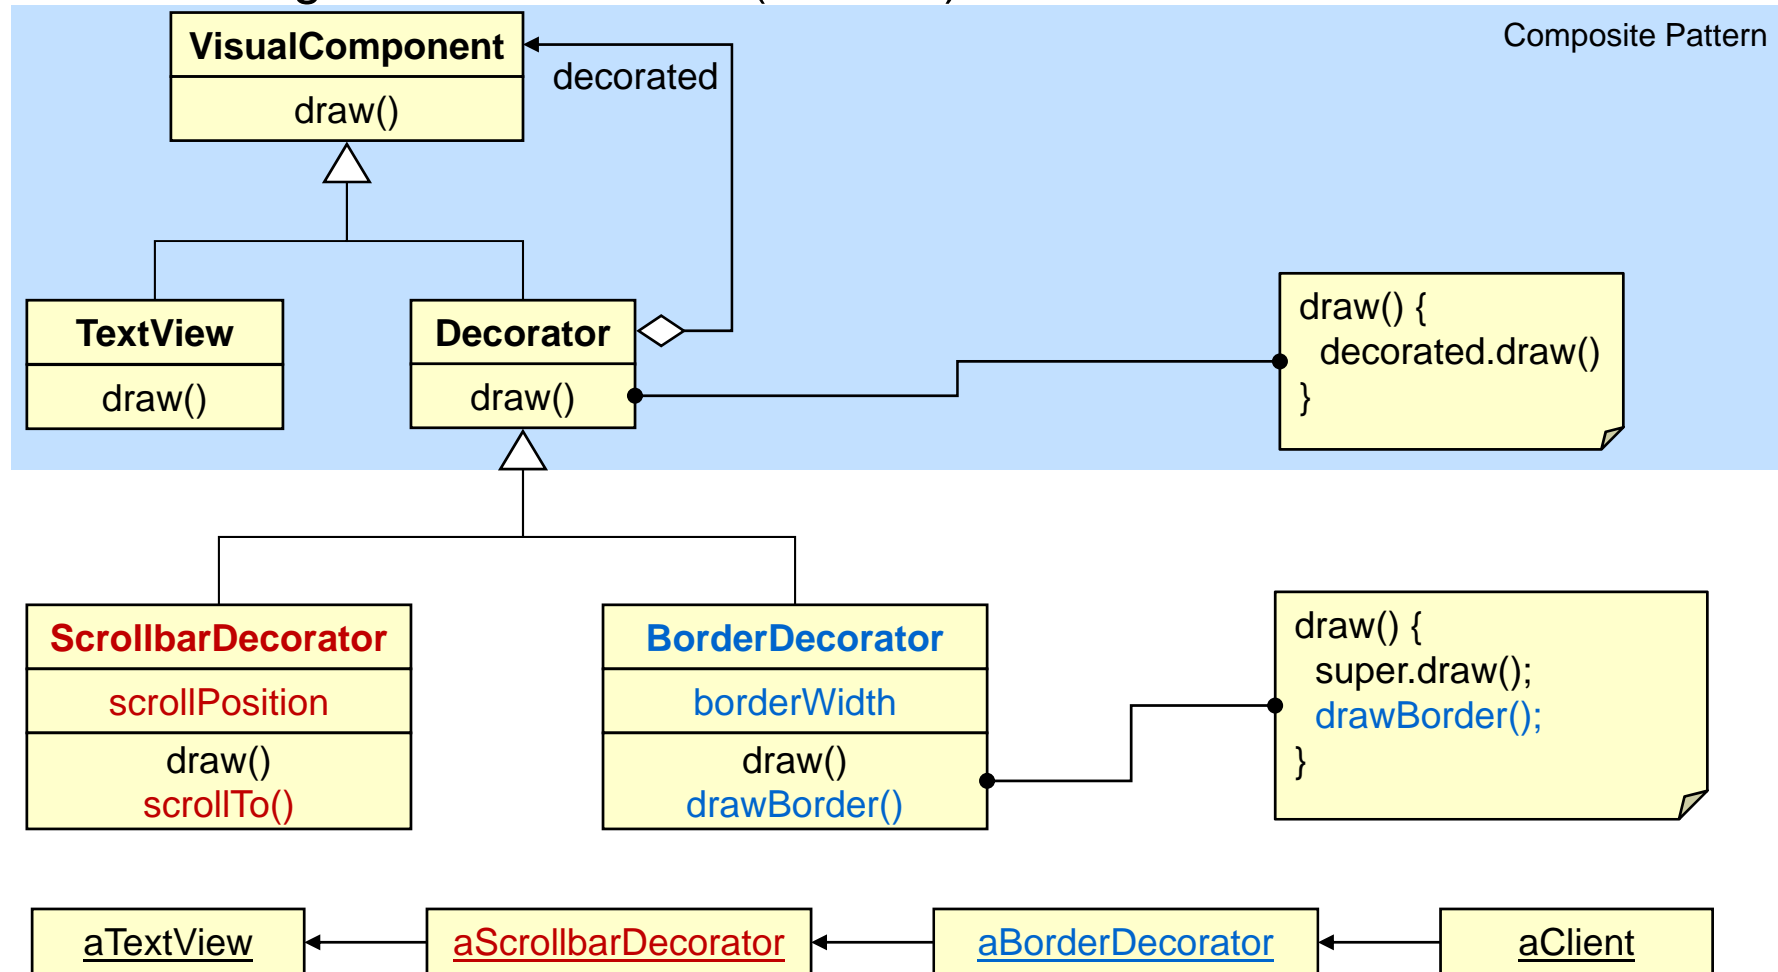 VisualComponent
draw()
decorated
Composite Pattern
TextView
draw()
Decorator
draw()
draw() {
decorated.draw()
}
ScrollbarDecorator
scrollPosition
draw()
scrollTo()
BorderDecorator
borderWidth
draw()
drawBorder()
draw() {
super.draw();
drawBorder();
}
aTextView
aScrollbarDecorator
aBorderDecorator
aClient